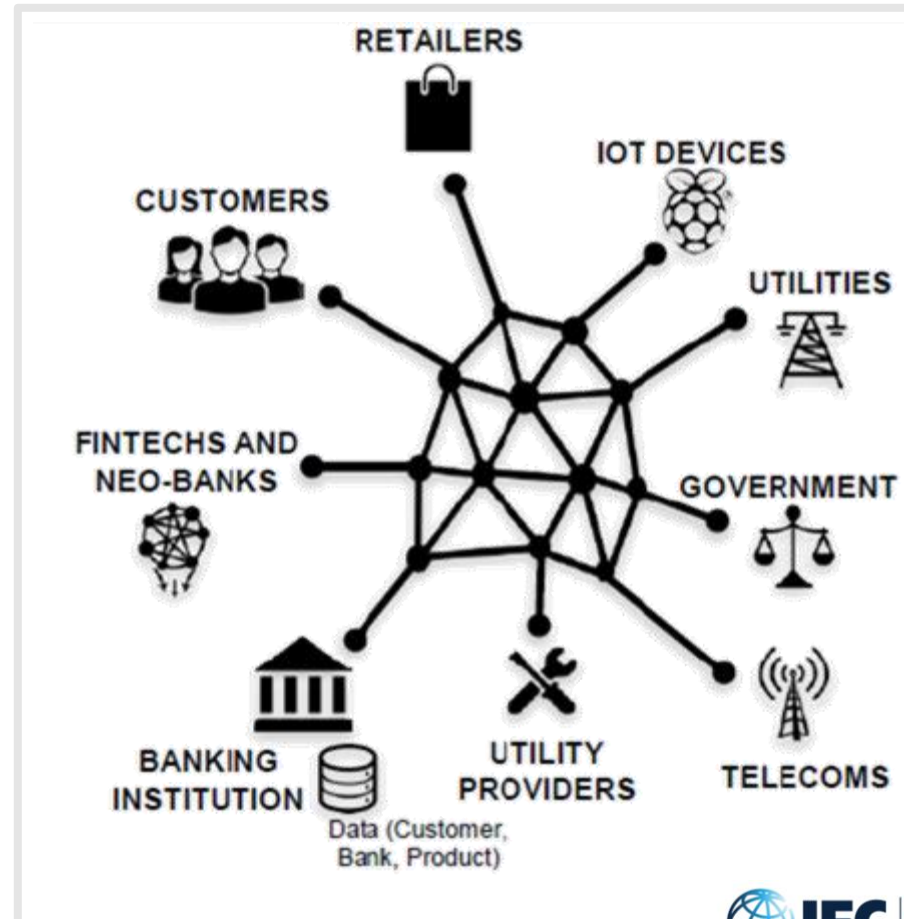 RETAILERS
IOT DEVICES
CUSTOMERS
UTILITIES
FINTECHS AND
NEO-BANKS
GOVERNMENT
BANKING
INSTITUTION
Data (Customer,
Bank, Product)
UTILITY
PROVIDERS
TELECOMS
IFC